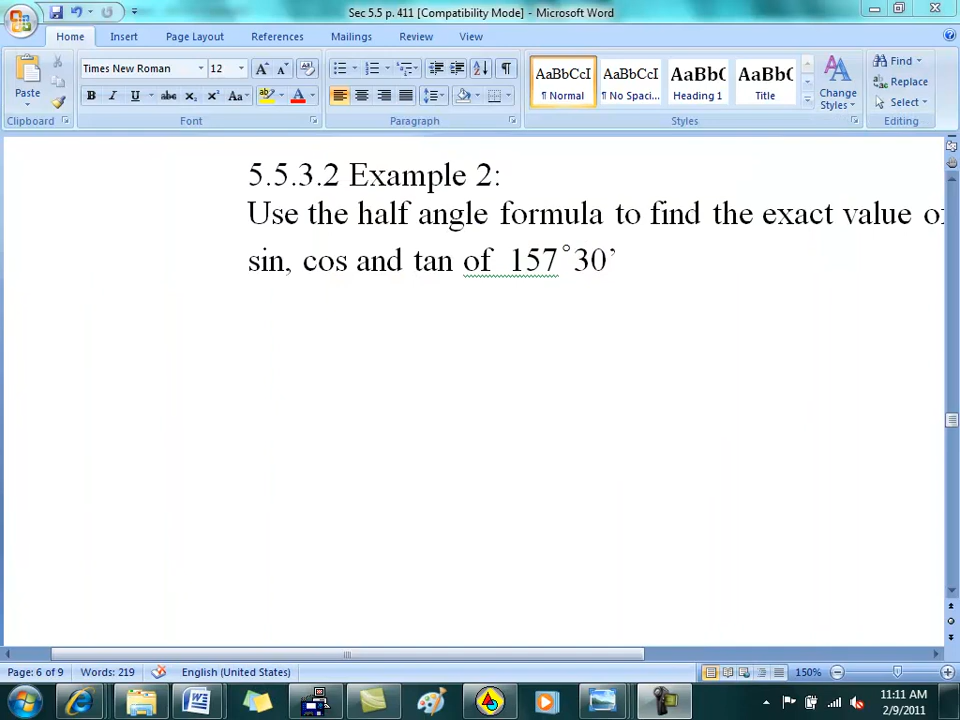 Sec 5.5 p. 411 [Compatibility Mode] - Microsoft Word
Home Insert Page Layout References Mailings Review View
Times New Roman 12
Paste
B I U abc x₂ x² Aa A
Clipboard Font Paragraph Styles Editing
AaBbCcI AaBbCcI AaBbC AaBbC
¶ Normal ¶ No Spaci... Heading 1 Title
Change Styles
Find
Replace
Select
5.5.3.2 Example 2:
Use the half angle formula to find the exact value
sin, cos and tan of 157˚30’
Page: 6 of 9 Words: 219 English (United States) 150%
11:11 AM
2/9/2011